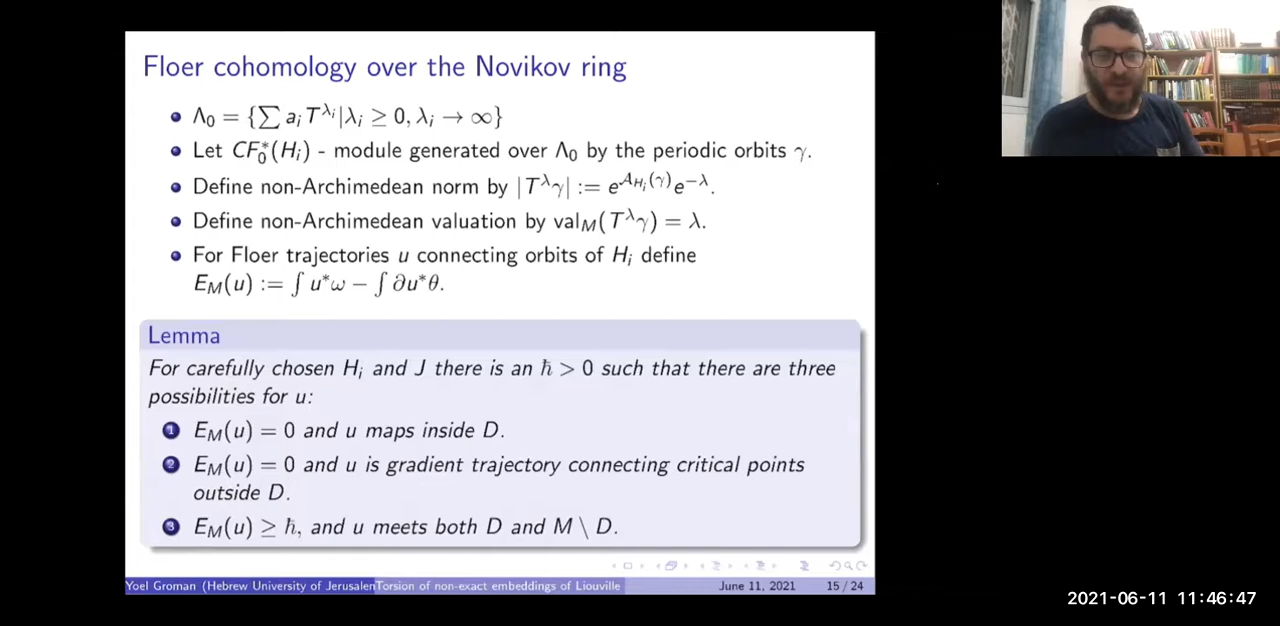 Floer cohomology over the Novikov ring
Λ₀ = {∑ aᵢT^λᵢ | λᵢ ≥ 0, λᵢ → ∞}
Let CF₀*(Hᵢ) - module generated over Λ₀ by the periodic orbits γ.
Define non-Archimedean norm by |T^λγ| := e^{A_{Hᵢ}(γ)}e^{−λ}.
Define non-Archimedean valuation by val_M(T^λγ) = λ.
For Floer trajectories u connecting orbits of Hᵢ define
E_M(u) := ∫ u*ω − ∫ ∂u*θ.
Lemma
For carefully chosen Hᵢ and J there is an ℏ > 0 such that there are three
possibilities for u:
1 E_M(u) = 0 and u maps inside D.
2 E_M(u) = 0 and u is gradient trajectory connecting critical points
outside D.
3 E_M(u) ≥ ℏ, and u meets both D and M \ D.
Yoel Groman (Hebrew University of Jerusalen Torsion of non-exact embeddings of Liouville June 11, 2021 15 / 24
2021-06-11 11:46:47